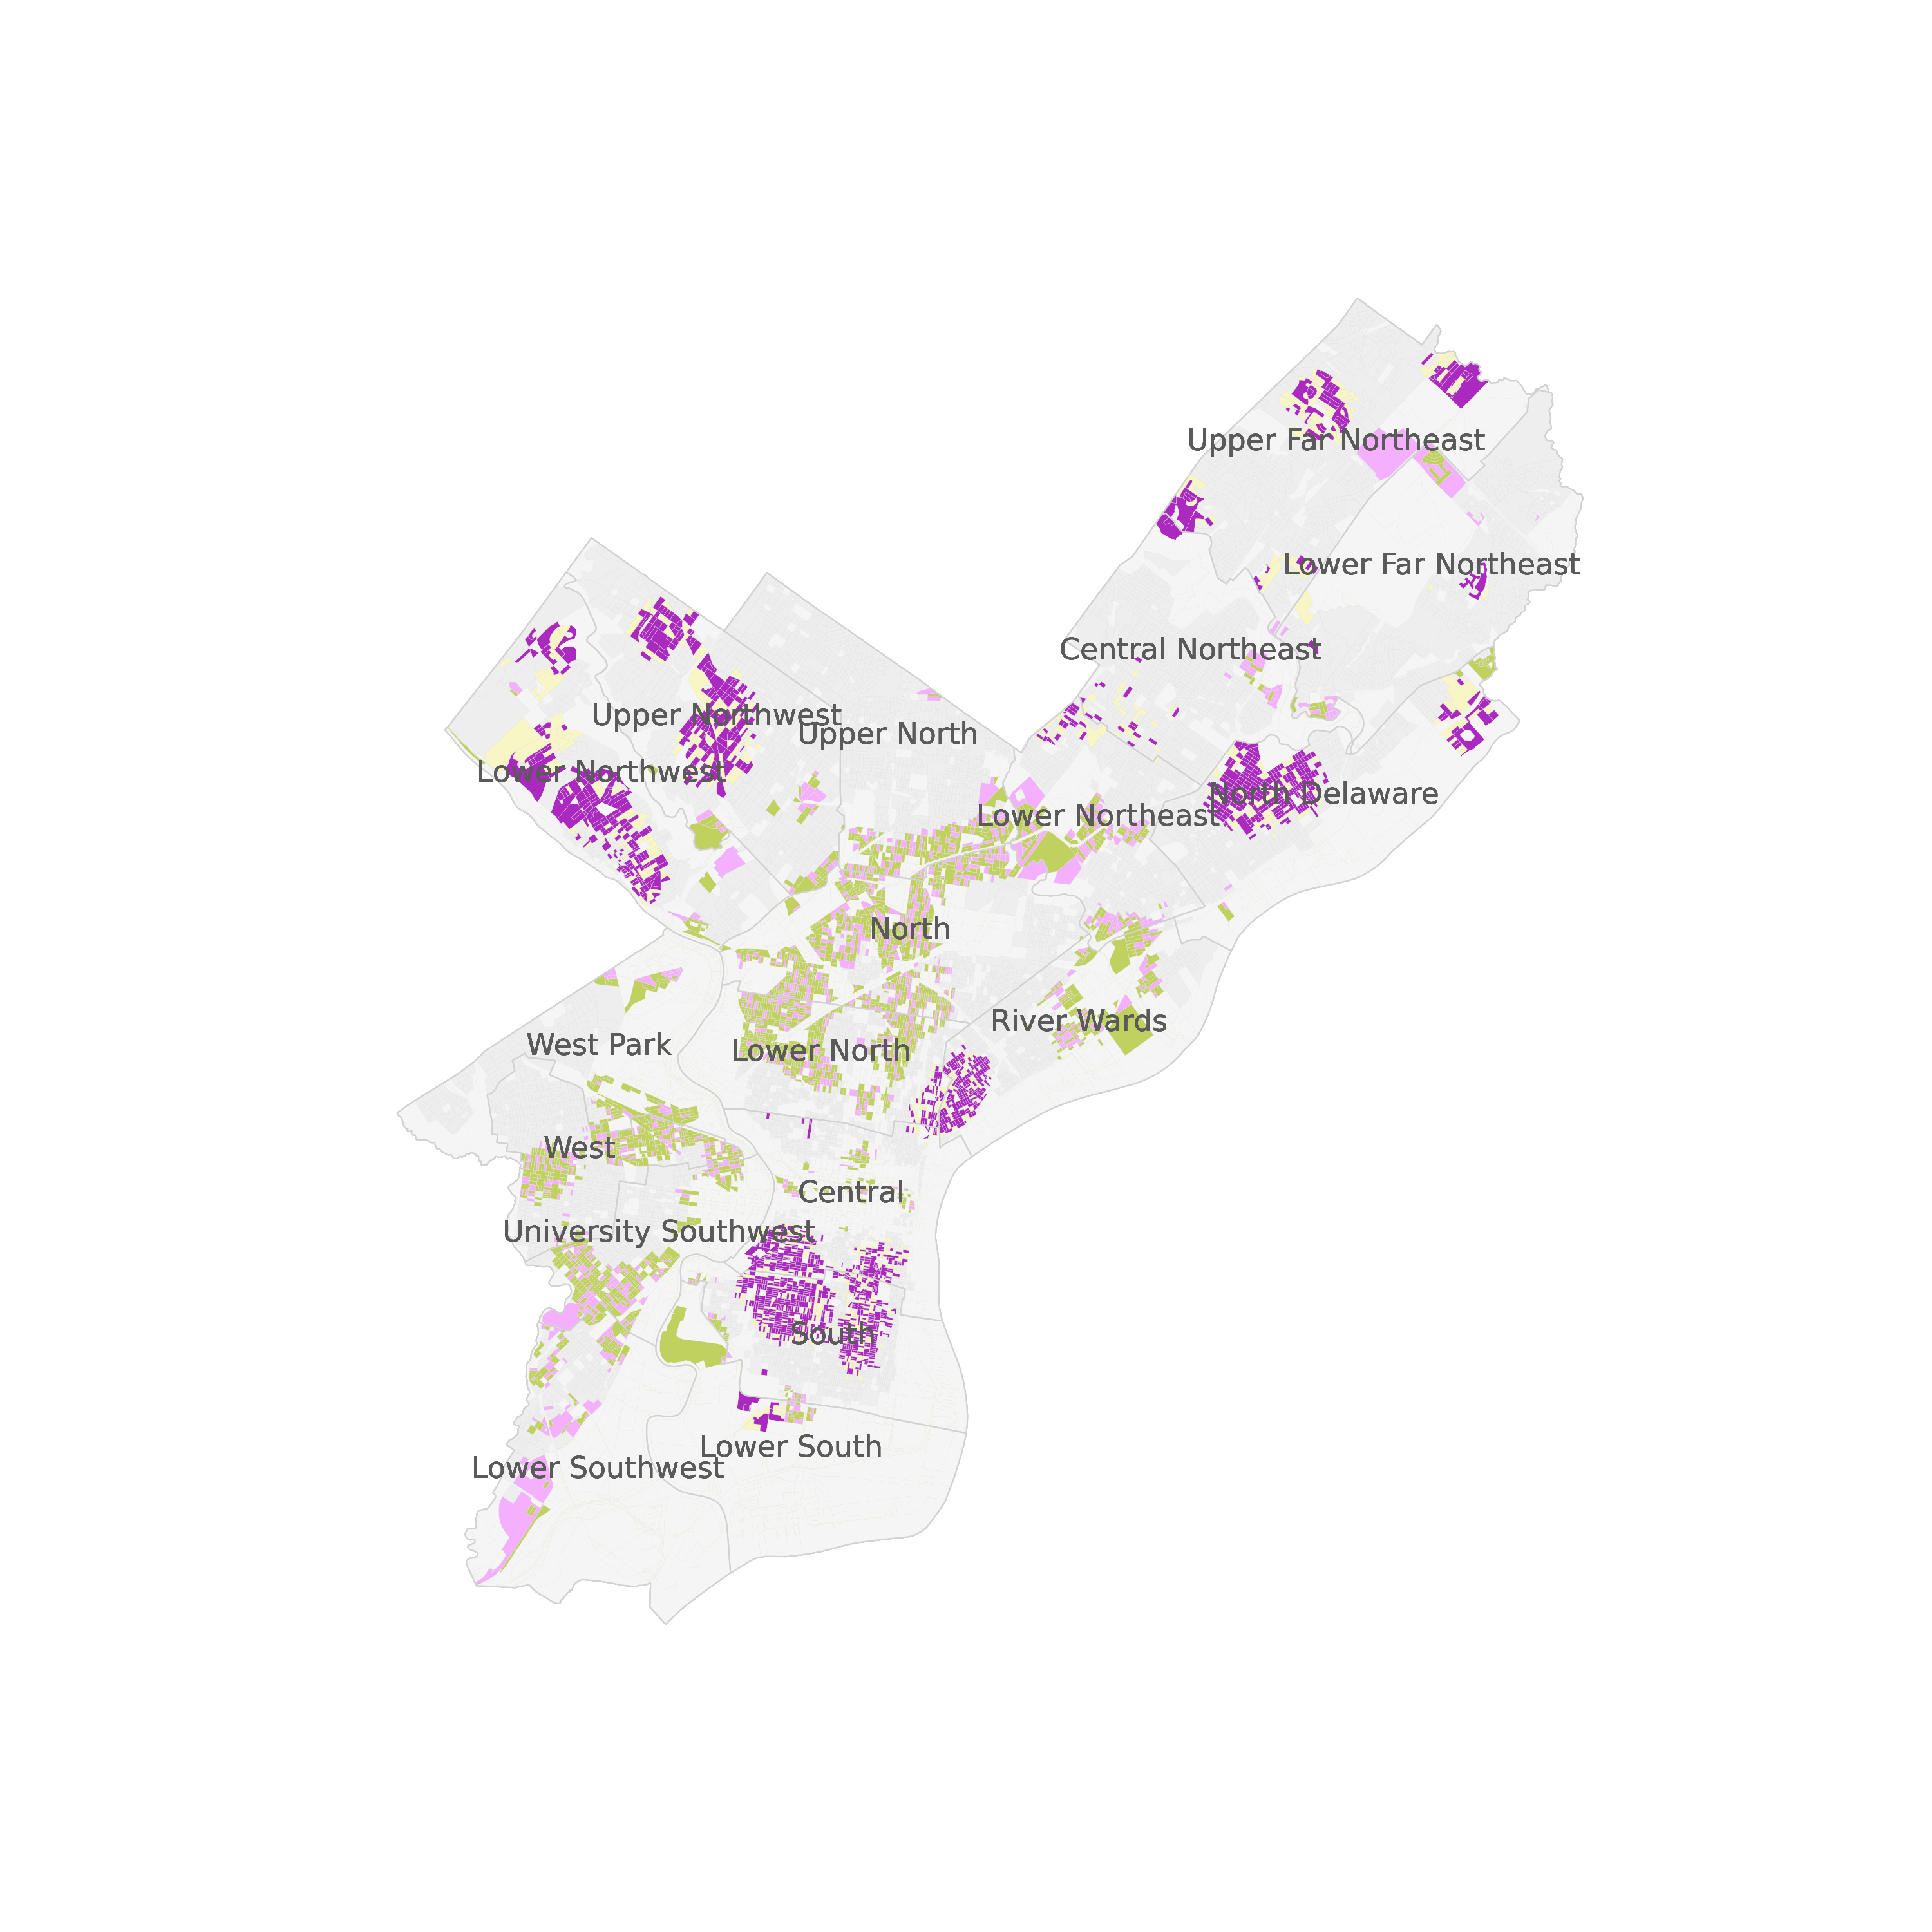 Upper Far Northeast
Lower Far Northeast
Central Northeast
Upper Northwest
Upper North
Lower Northwest
North Delaware
Lower Northeast
North
River Wards
West Park
Lower North
West
Central
University Southwest
South
Lower South
Lower Southwest